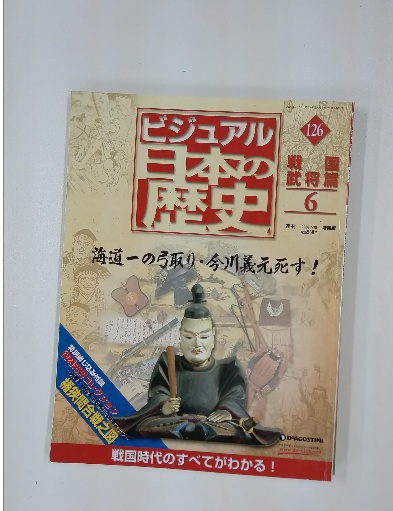 ビジュアル
日本の
歴史
126
戦国
武将篇
6
海道一の弓取り・今川義元死す!
桶狭間合戦之図
DeAGOSTINI
戦国時代のすべてがわかる!